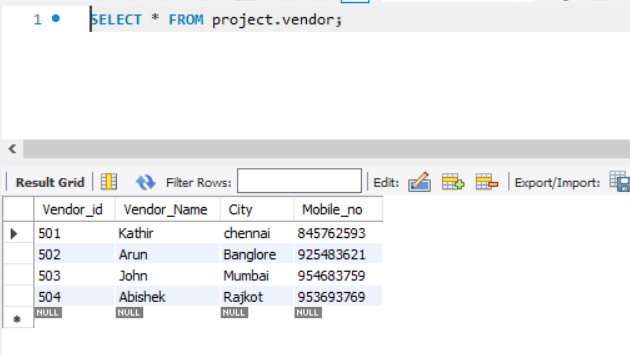 1 SELECT * FROM project.vendor;
Result Grid Filter Rows: Edit: Export/Import:
Vendor_id Vendor_Name City Mobile_no
501 Kathir chennai 845762593
502 Arun Banglore 925483621
503 John Mumbai 954683759
504 Abishek Rajkot 953693769
NULL NULL NULL NULL